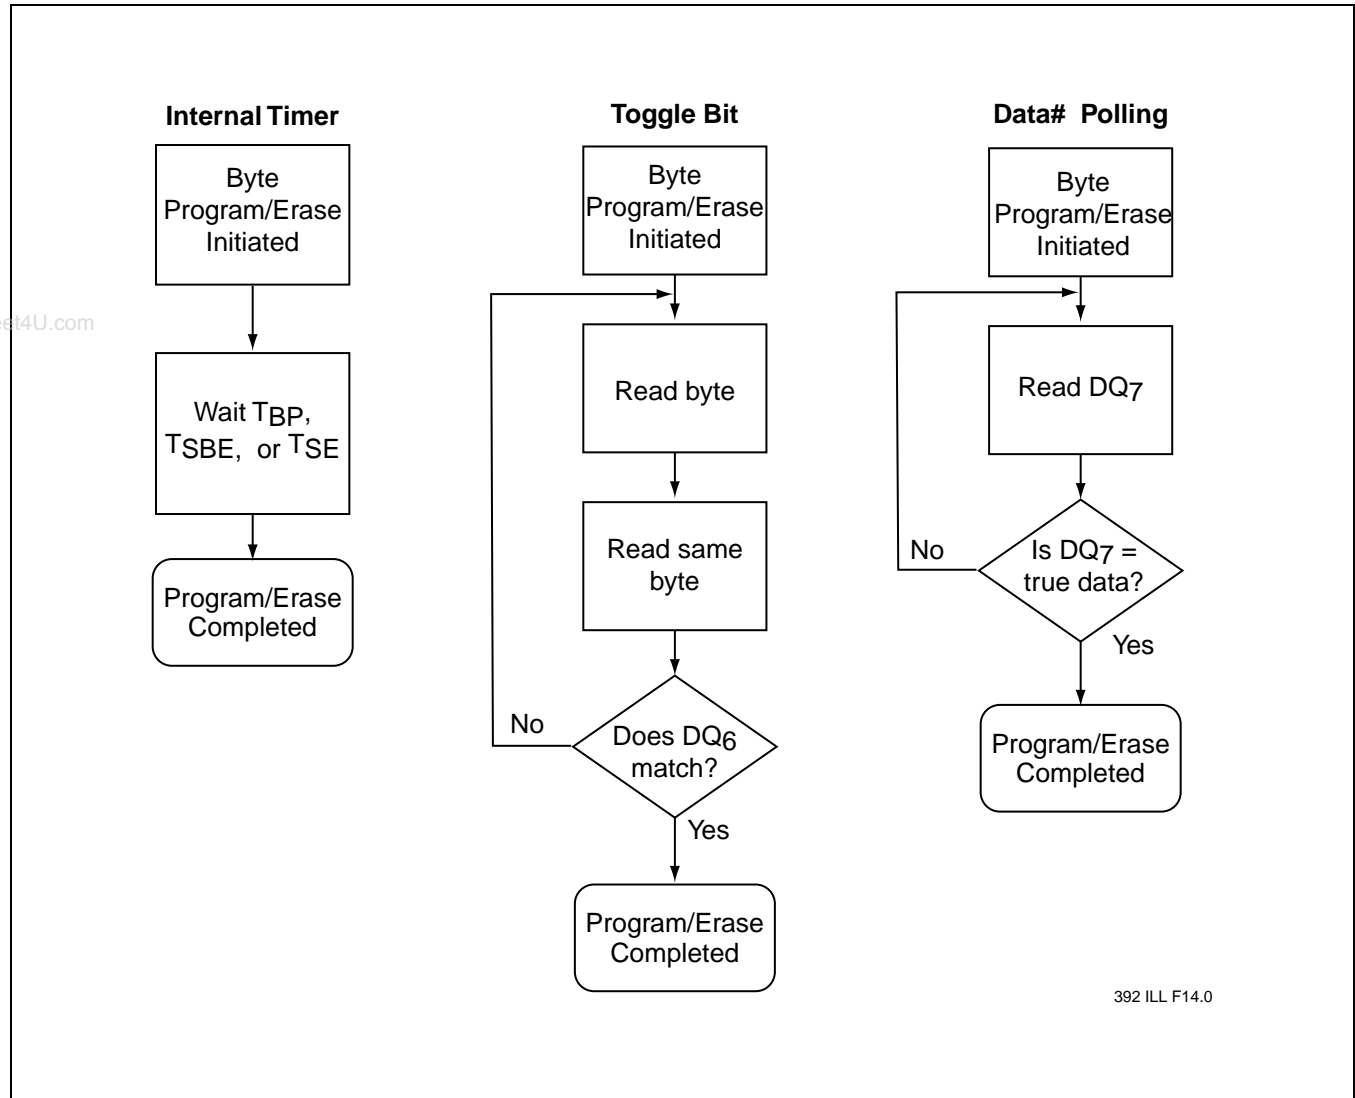 Internal Timer
Byte
Program/Erase
Initiated
Wait TBP,
TSBE, or TSE
Program/Erase
Completed
Toggle Bit
Byte
Program/Erase
Initiated
Read byte
Read same
byte
Does DQ6
match?
No
Yes
Program/Erase
Completed
Data# Polling
Byte
Program/Erase
Initiated
Read DQ7
Is DQ7 =
true data?
No
Yes
Program/Erase
Completed
392 ILL F14.0
et4U.com